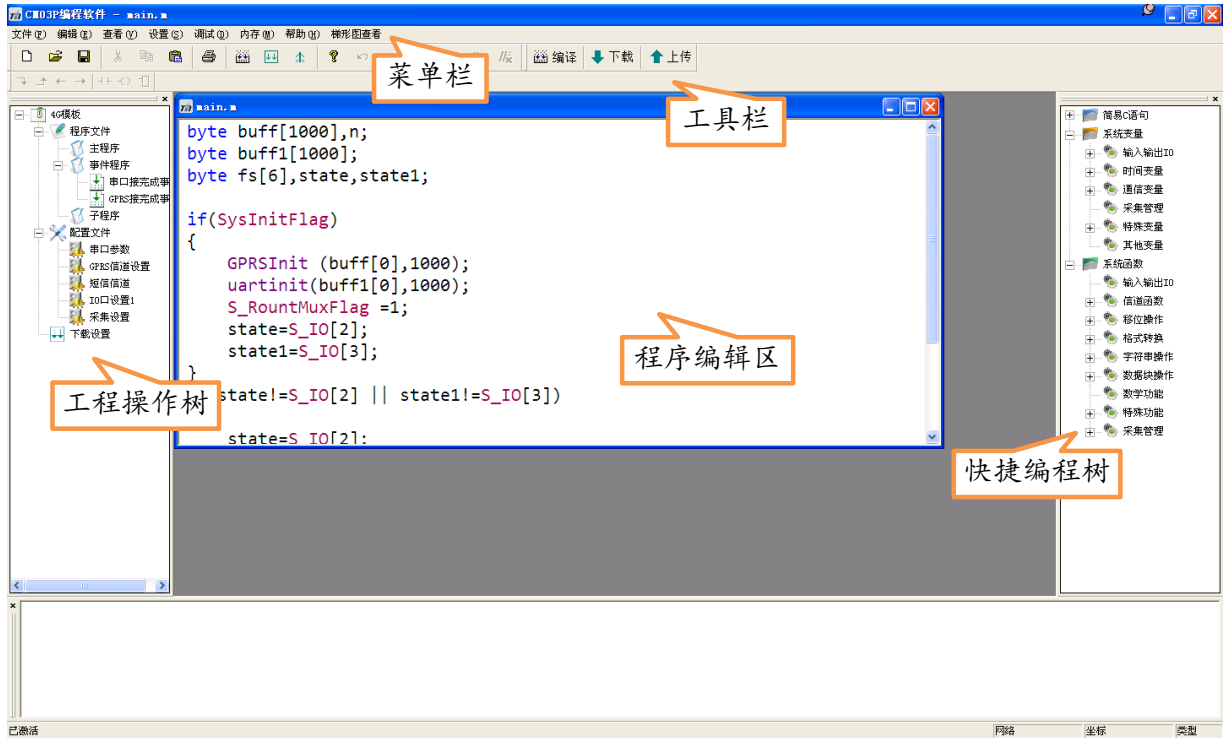 CM03P编程软件 - main.m
文件(F) 编辑(E) 查看(V) 设置(S) 调试(D) 内存(M) 帮助(H) 梯形图查看
编译 下载 上传
菜单栏
工具栏
4G模板
程序文件
主程序
事件程序
串口接完成事
GPRS接完成事
子程序
配置文件
串口参数
GPRS信道设置
短信信道
IO口设置1
采集设置
下载设置
工程操作树
main.m
byte buff[1000],n;
byte buff1[1000];
byte fs[6],state,state1;
if(SysInitFlag)
{
GPRSInit (buff[0],1000);
uartinit(buff1[0],1000);
S_RountMuxFlag =1;
state=S_IO[2];
state1=S_IO[3];
}
state!=S_IO[2] || state1!=S_IO[3])
state=S_IO[2];
程序编辑区
简易C语句
系统变量
输入输出IO
时间变量
通信变量
采集管理
特殊变量
其他变量
系统函数
输入输出IO
信道函数
移位操作
格式转换
字符串操作
数据块操作
数学功能
特殊功能
采集管理
快捷编程树
已激活
网络 坐标 类型